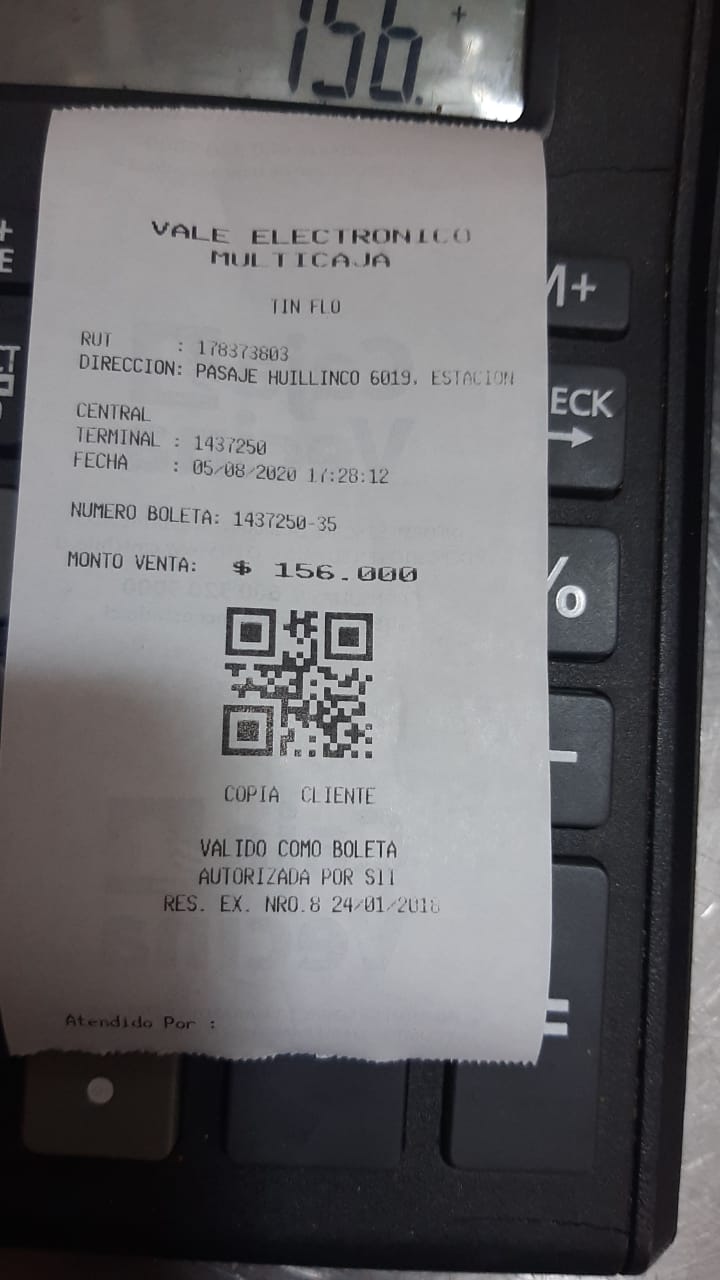 156.
+
VALE ELECTRONICO
MULTICAJA
TIN FLO
RUT : 178373803
DIRECCION: PASAJE HUILLINCO 6019. ESTACION
CENTRAL
TERMINAL : 1437250
FECHA : 05/08/2020 17:28:12
NUMERO BOLETA: 1437250-35
MONTO VENTA: $ 156.000
COPIA CLIENTE
VALIDO COMO BOLETA
AUTORIZADA POR SII
RES. EX. NRO.8 24/01/2018
Atendido Por :
M+
ECK
→
%
−
=
+
E
CT